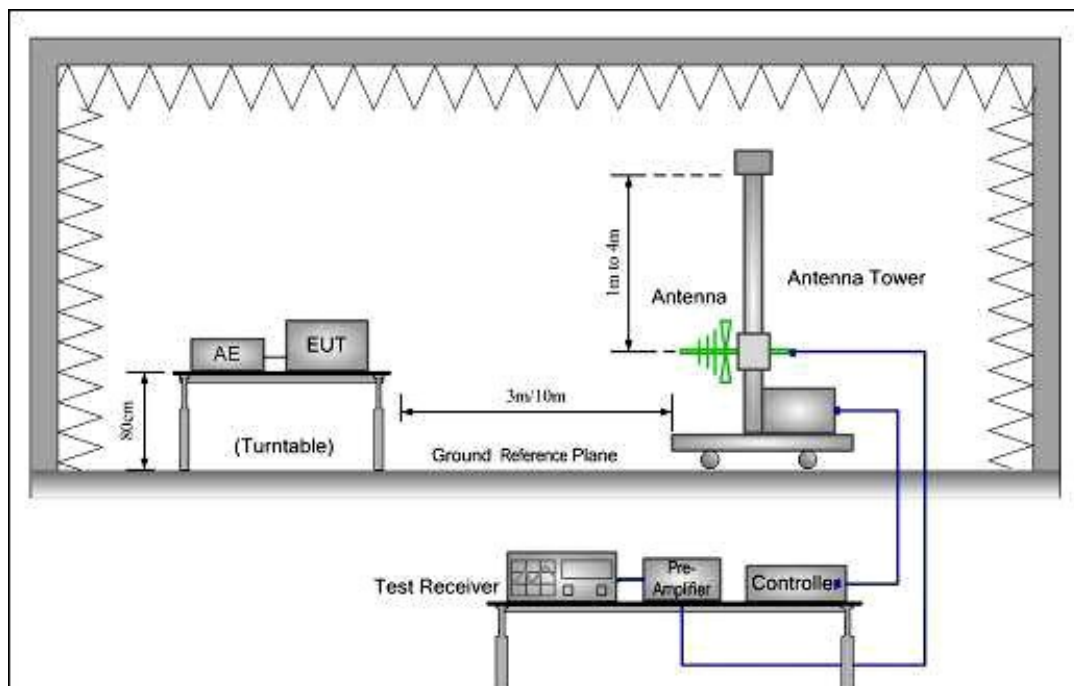 1m to 4m
Antenna
Antenna Tower
AE
EUT
80cm
3m/10m
(Turntable)
Ground Reference Plane
Test Receiver
Pre-
Amplifier
Controller